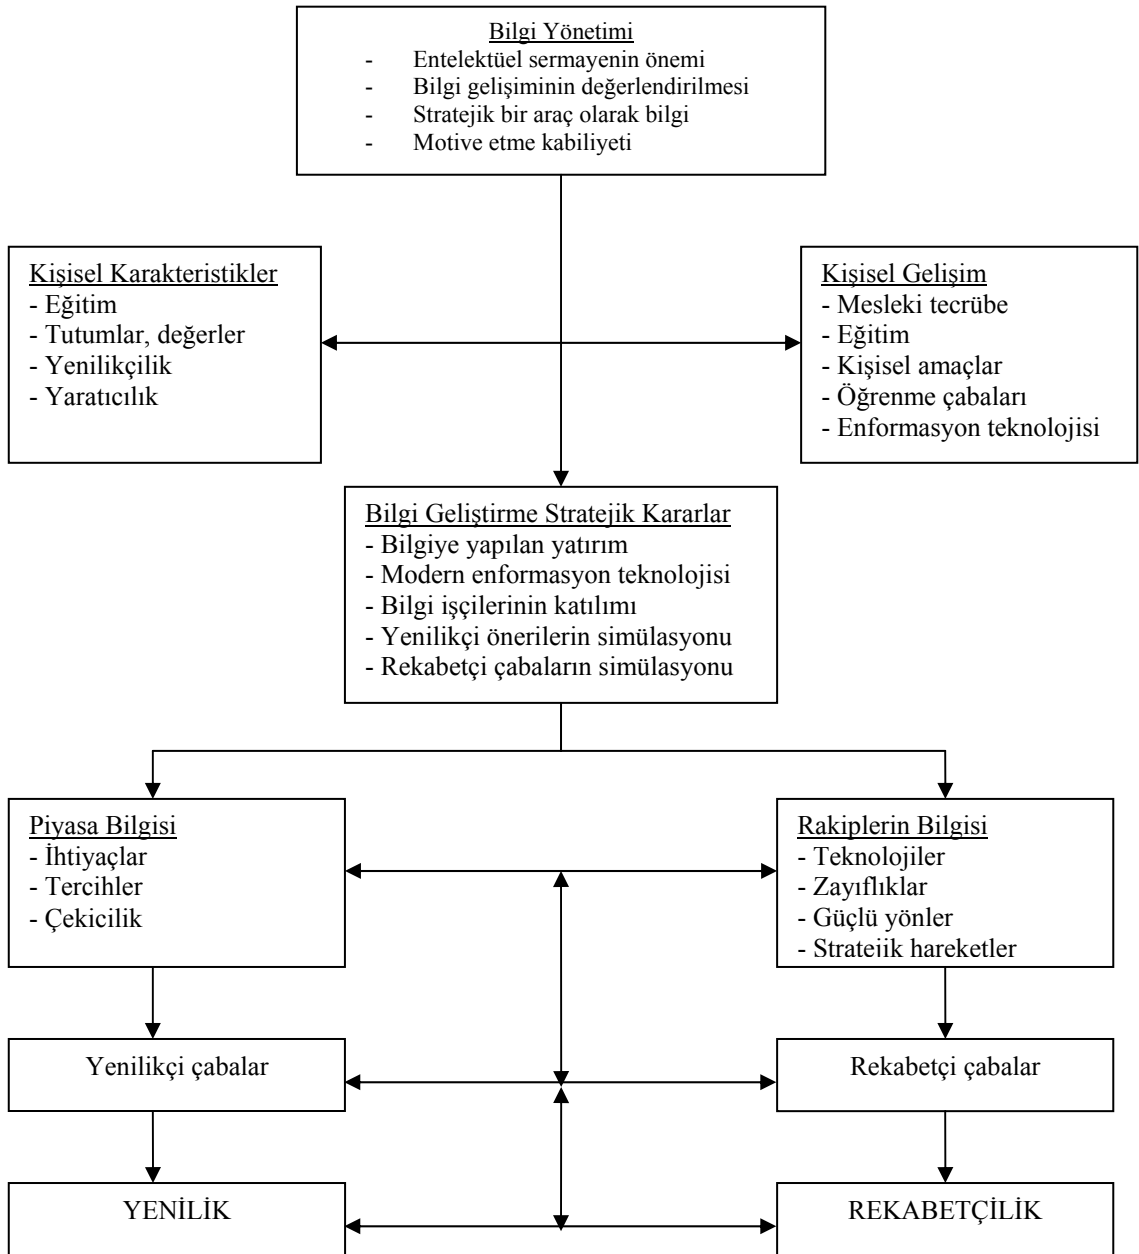 Bilgi Yönetimi
- Entelektüel sermayenin önemi
- Bilgi gelişiminin değerlendirilmesi
- Stratejik bir araç olarak bilgi
- Motive etme kabiliyeti
Kişisel Karakteristikler
- Eğitim
- Tutumlar, değerler
- Yenilikçilik
- Yaratıcılık
Kişisel Gelişim
- Mesleki tecrübe
- Eğitim
- Kişisel amaçlar
- Öğrenme çabaları
- Enformasyon teknolojisi
Bilgi Geliştirme Stratejik Kararlar
- Bilgiye yapılan yatırım
- Modern enformasyon teknolojisi
- Bilgi işçilerinin katılımı
- Yenilikçi önerilerin simülasyonu
- Rekabetçi çabaların simülasyonu
Piyasa Bilgisi
- İhtiyaçlar
- Tercihler
- Çekicilik
Rakiplerin Bilgisi
- Teknolojiler
- Zayıflıklar
- Güçlü yönler
- Stratejik hareketler
Yenilikçi çabalar
Rekabetçi çabalar
YENİLİK
REKABETÇİLİK